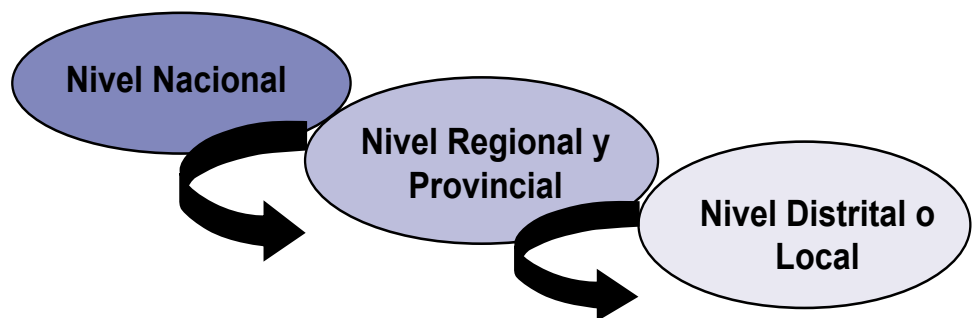 Nivel Nacional
Nivel Regional y
Provincial
Nivel Distrital o
Local